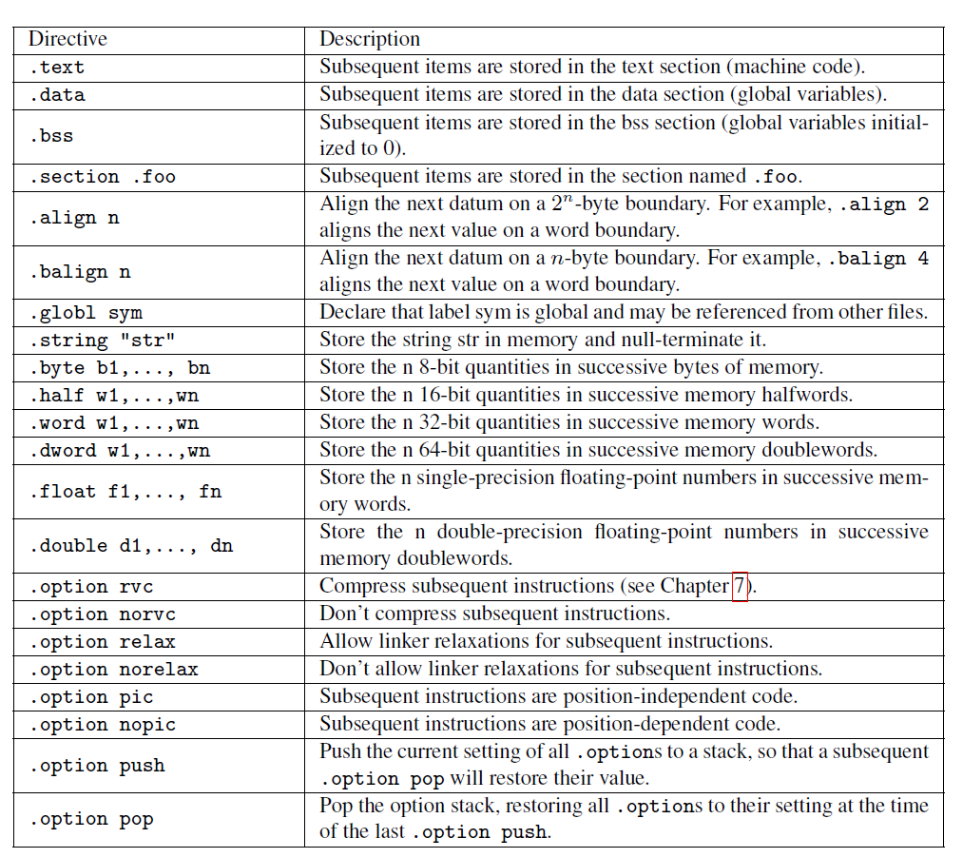 Directive Description
.text Subsequent items are stored in the text section (machine code).
.data Subsequent items are stored in the data section (global variables).
.bss Subsequent items are stored in the bss section (global variables initial-
ized to 0).
.section .foo Subsequent items are stored in the section named .foo.
.align n Align the next datum on a 2ⁿ-byte boundary. For example, .align 2
aligns the next value on a word boundary.
.balign n Align the next datum on a n-byte boundary. For example, .balign 4
aligns the next value on a word boundary.
.globl sym Declare that label sym is global and may be referenced from other files.
.string "str" Store the string str in memory and null-terminate it.
.byte b1,..., bn Store the n 8-bit quantities in successive bytes of memory.
.half w1,...,wn Store the n 16-bit quantities in successive memory halfwords.
.word w1,...,wn Store the n 32-bit quantities in successive memory words.
.dword w1,...,wn Store the n 64-bit quantities in successive memory doublewords.
.float f1,..., fn Store the n single-precision floating-point numbers in successive mem-
ory words.
.double d1,..., dn Store the n double-precision floating-point numbers in successive
memory doublewords.
.option rvc Compress subsequent instructions (see Chapter 7).
.option norvc Don't compress subsequent instructions.
.option relax Allow linker relaxations for subsequent instructions.
.option norelax Don't allow linker relaxations for subsequent instructions.
.option pic Subsequent instructions are position-independent code.
.option nopic Subsequent instructions are position-dependent code.
.option push Push the current setting of all .options to a stack, so that a subsequent
.option pop will restore their value.
.option pop Pop the option stack, restoring all .options to their setting at the time
of the last .option push.